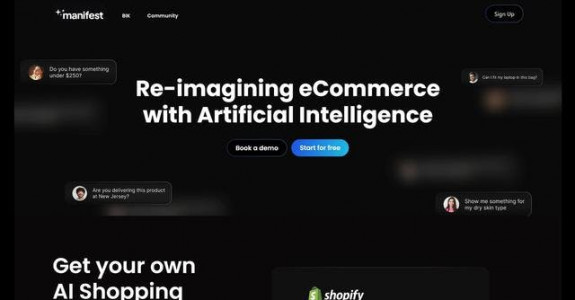 manifest
BIK
Community
Sign Up
Do you have something
under $250?
Can I fit my laptop in this bag?
Re-imagining eCommerce
with Artificial Intelligence
Book a demo
Start for free
Are you delivering this product
at New Jersey?
Show me something for
my dry skin type
Get your own
AI Shopping
shopify